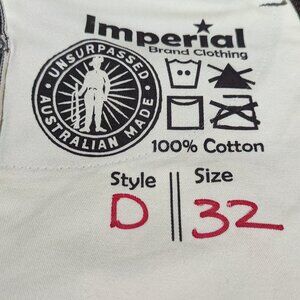 Imperial
Brand Clothing
UNSURPASSED
AUSTRALIAN MADE
100% Cotton
Style
Size
D
32